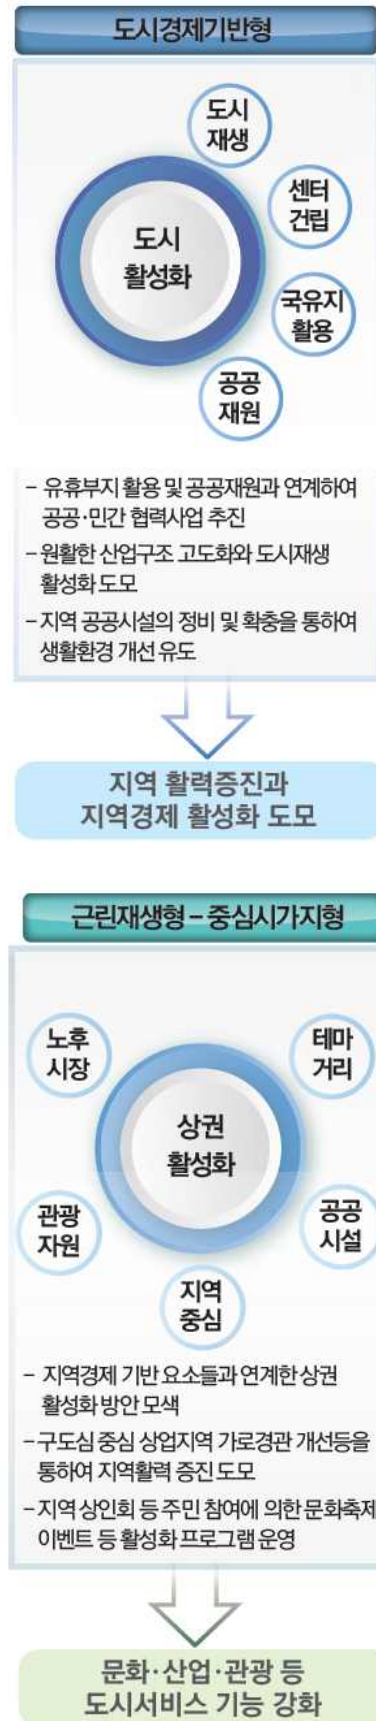 도시경제기반형
도시
재생
센터
건립
도시
활성화
국유지
활용
공공
재원
- 유휴부지 활용 및 공공재원과 연계하여
공공·민간 협력사업 추진
- 원활한 산업구조 고도화와 도시재생
활성화 도모
- 지역 공공시설의 정비 및 확충을 통하여
생활환경 개선 유도
지역 활력증진과
지역경제 활성화 도모
근린재생형 – 중심시가지형
노후
시장
테마
거리
상권
활성화
관광
자원
공공
시설
지역
중심
- 지역경제 기반 요소들과 연계한 상권
활성화 방안 모색
- 구도심 중심 상업지역 가로경관 개선등을
통하여 지역활력 증진 도모
- 지역 상인회 등 주민 참여에 의한 문화축제
이벤트 등 활성화 프로그램 운영
문화·산업·관광 등
도시서비스 기능 강화